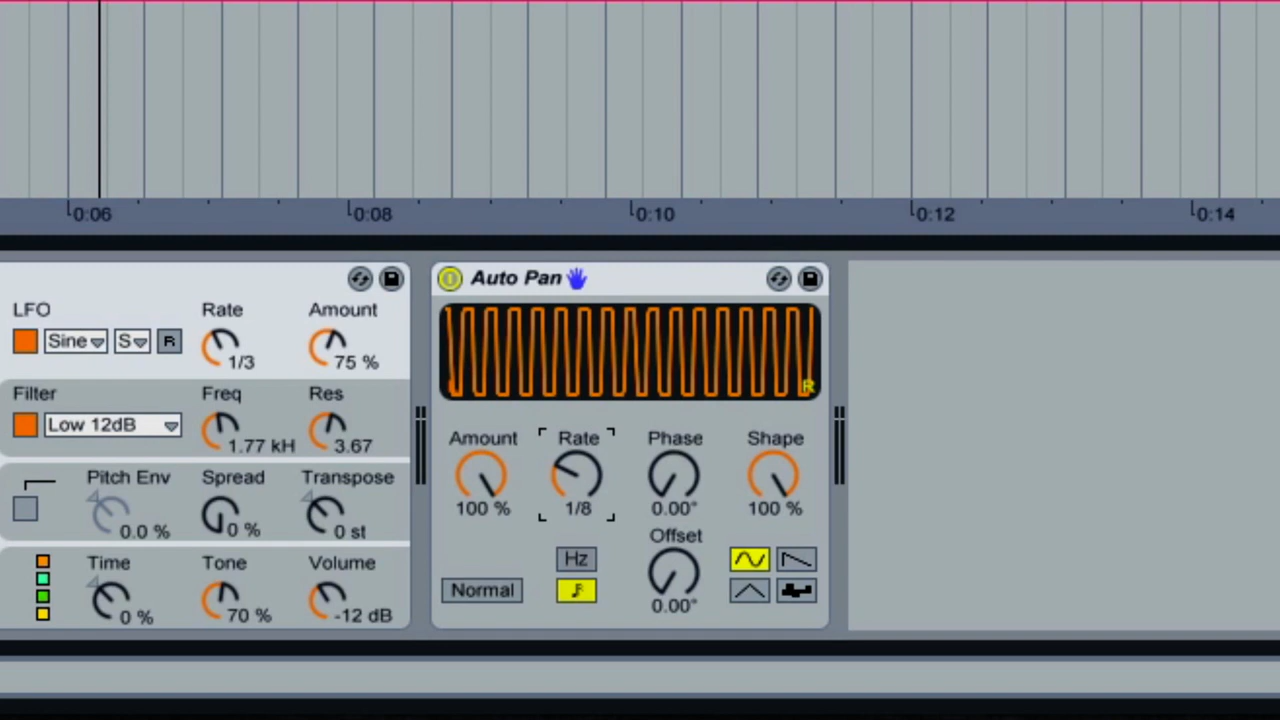 0:06 0:08 0:10 0:12 0:14
Auto Pan
LFO Rate Amount
Sine S R 1/3 75 %
Filter Freq Res
Low 12dB 1.77 kH 3.67
Pitch Env Spread Transpose
0.0 % 0 % 0 st
Time Tone Volume
0 % 70 % -12 dB
R
Amount Rate Phase Shape
100 % 1/8 0.00° 100 %
Offset
Hz
Normal
0.00°